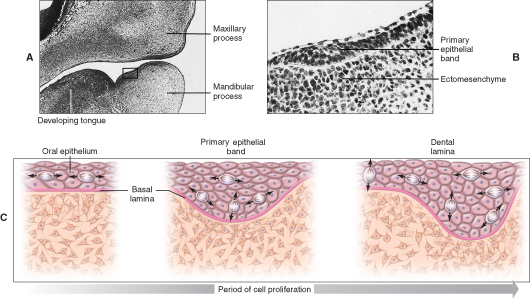 A
Maxillary
process
Mandibular
process
Developing tongue
Primary
epithelial
band
B
Ectomesenchyme
Oral epithelium
Primary epithelial
band
Dental
lamina
Basal
lamina
C
Period of cell proliferation